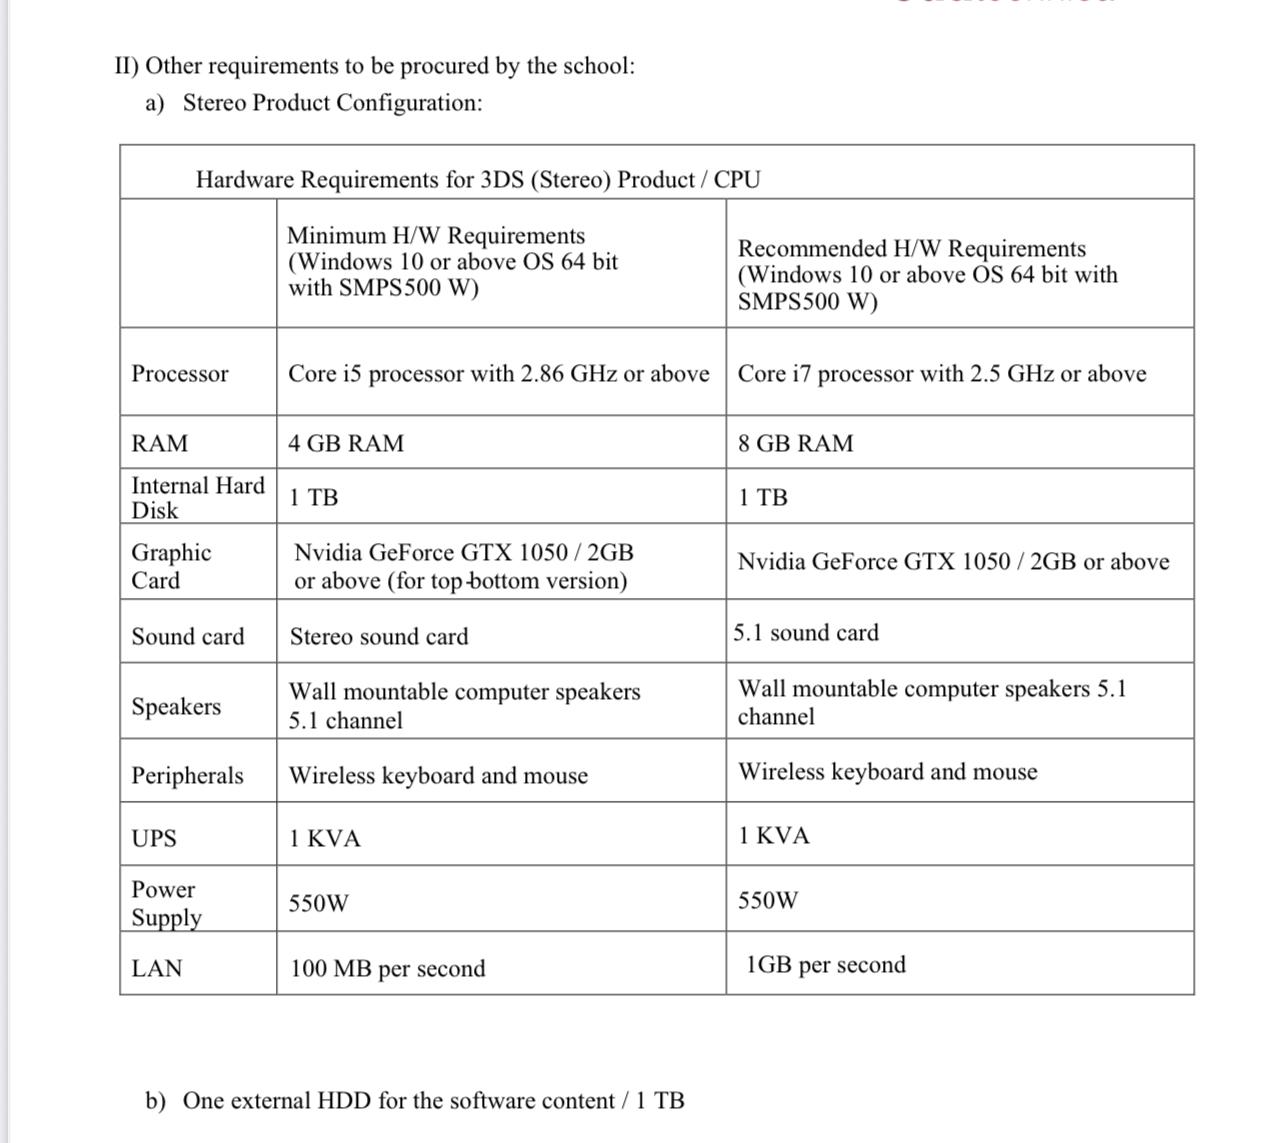 II) Other requirements to be procured by the school:
a) Stereo Product Configuration:
Hardware Requirements for 3DS (Stereo) Product / CPU
Minimum H/W Requirements
(Windows 10 or above OS 64 bit
with SMPS500 W)
Recommended H/W Requirements
(Windows 10 or above OS 64 bit with
SMPS500 W)
Processor
Core i5 processor with 2.86 GHz or above
Core i7 processor with 2.5 GHz or above
RAM
4 GB RAM
8 GB RAM
Internal Hard
Disk
1 TB
1 TB
Graphic
Card
Nvidia GeForce GTX 1050 / 2GB
or above (for top-bottom version)
Nvidia GeForce GTX 1050 / 2GB or above
Sound card
Stereo sound card
5.1 sound card
Speakers
Wall mountable computer speakers
5.1 channel
Wall mountable computer speakers 5.1
channel
Peripherals
Wireless keyboard and mouse
Wireless keyboard and mouse
UPS
1 KVA
1 KVA
Power
Supply
550W
550W
LAN
100 MB per second
1GB per second
b) One external HDD for the software content / 1 TB